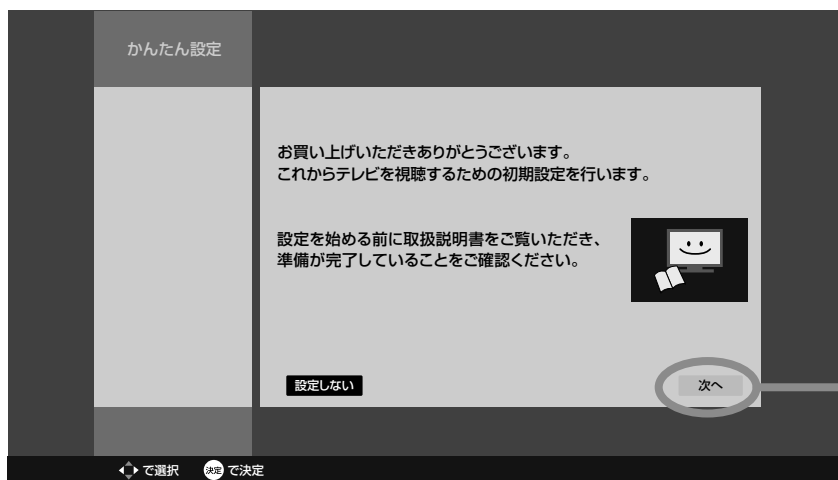 かんたん設定
お買い上げいただきありがとうございます。
これからテレビを視聴するための初期設定を行います。
設定を始める前に取扱説明書をご覧いただき、
準備が完了していることをご確認ください。
設定しない
次へ
で選択 決定 で決定